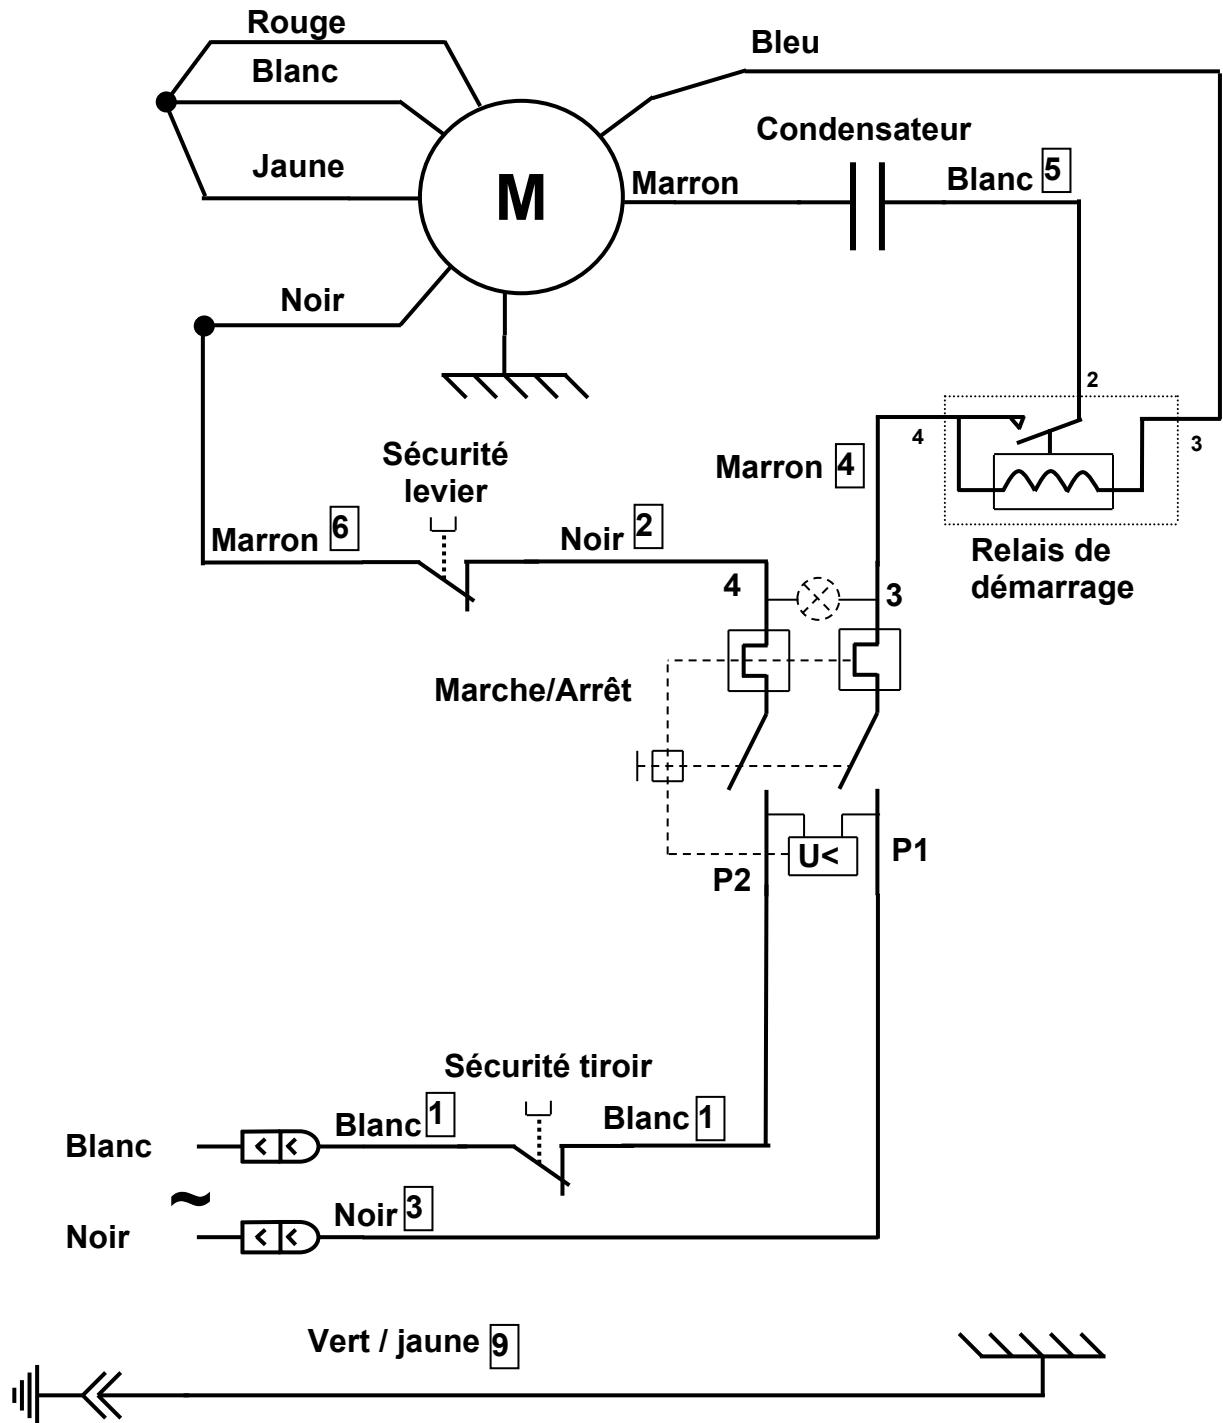 Rouge
Bleu
Blanc
Condensateur
Jaune
M
Marron
Blanc 5
Noir
2
4
3
Sécurité
levier
Marron 4
Marron 6
Noir 2
Relais de
démarrage
4
3
Marche/Arrêt
U<
P1
P2
Sécurité tiroir
Blanc
Blanc 1
Blanc 1
~
Noir
Noir 3
Vert / jaune 9